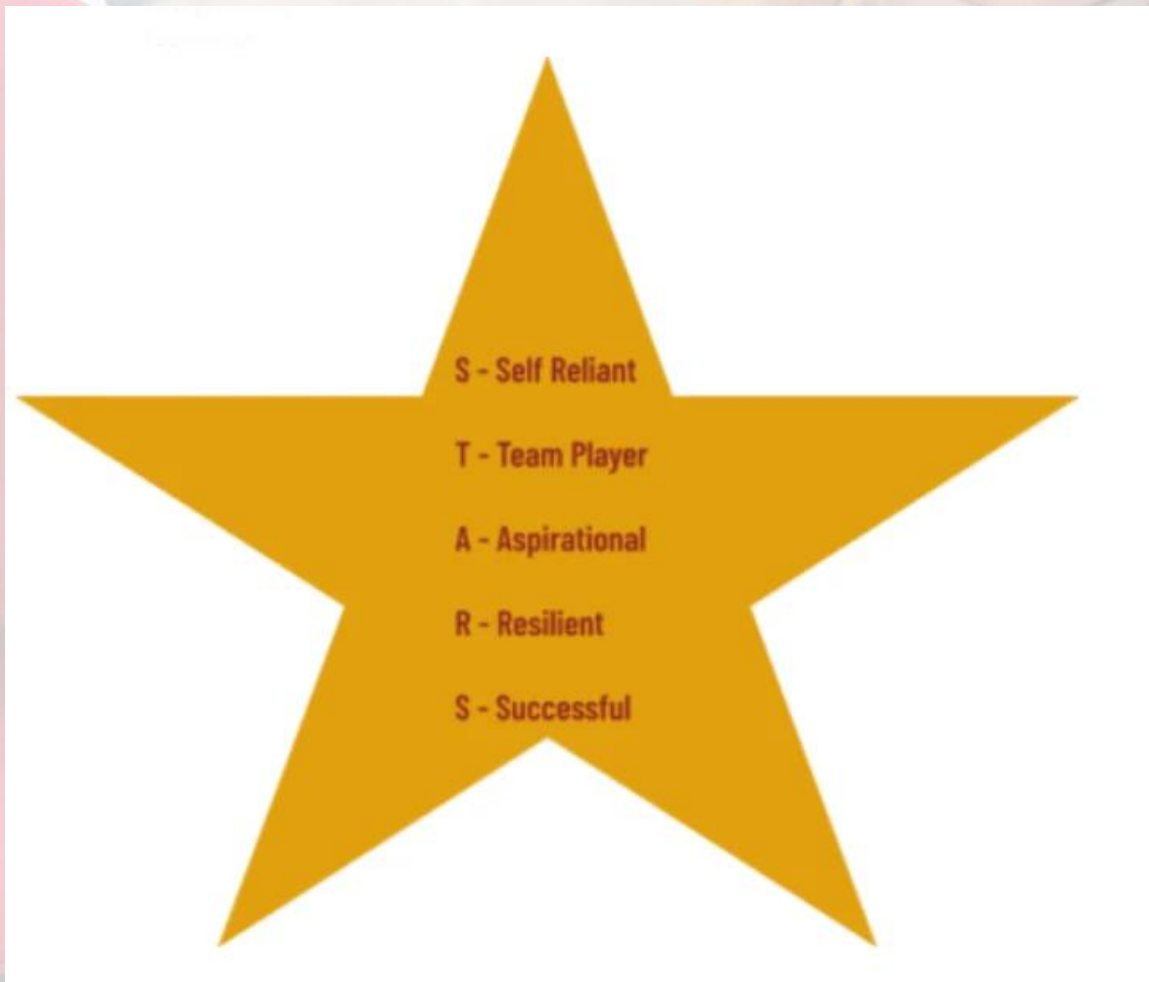 S - Self Reliant
T - Team Player
A - Aspirational
R - Resilient
S - Successful